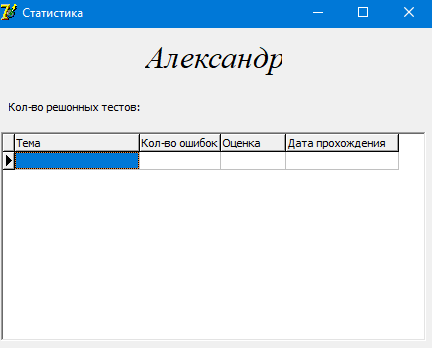 Статистика
Александр
Кол-во решонных тестов:
Тема Кол-во ошибок Оценка Дата прохождения